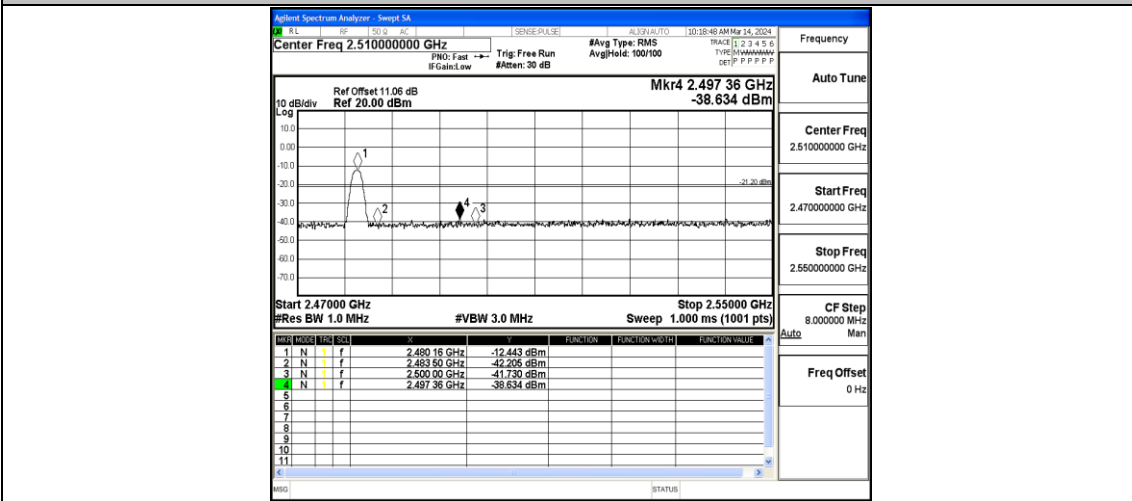 Agilent Spectrum Analyzer - Swept SA
RL RF 50 Ω AC SENSE:PULSE ALIGN AUTO 10:18:48 AM Mar 14, 2024
Center Freq 2.510000000 GHz #Avg Type: RMS TRACE 1 2 3 4 5 6
PNO: Fast Trig: Free Run Avg|Hold: 100/100 TYPE M W W W W W
IFGain:Low #Atten: 30 dB DET P P P P P P
Mkr4 2.497 36 GHz
Ref Offset 11.06 dB
10 dB/div Ref 20.00 dBm -38.634 dBm
Log
10.0
0.00
-10.0
-20.0
-30.0
-40.0
-50.0
-60.0
-70.0
1
2
4
3
-21.20 dBm
Start 2.47000 GHz Stop 2.55000 GHz
#Res BW 1.0 MHz #VBW 3.0 MHz Sweep 1.000 ms (1001 pts)
MKR MODE TRC SCL X Y FUNCTION FUNCTION WIDTH FUNCTION VALUE
1 N 1 f 2.480 16 GHz -12.443 dBm
2 N 1 f 2.483 50 GHz -42.205 dBm
3 N 1 f 2.500 00 GHz -41.730 dBm
4 N 1 f 2.497 36 GHz -38.634 dBm
5
6
7
8
9
10
11
MSG STATUS
Frequency
Auto Tune
Center Freq
2.510000000 GHz
Start Freq
2.470000000 GHz
Stop Freq
2.550000000 GHz
CF Step
8.000000 MHz
Auto Man
Freq Offset
0 Hz